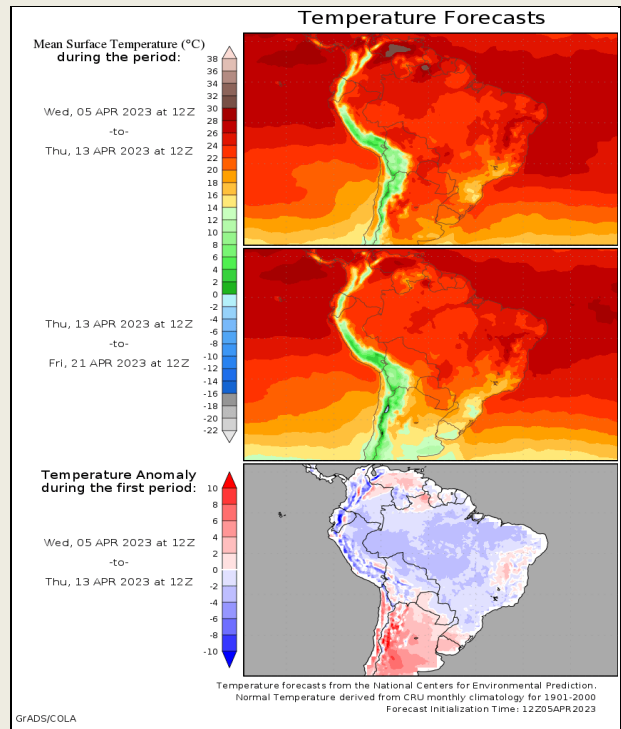 Temperature Forecasts
Mean Surface Temperature (°C)
during the period:
Wed, 05 APR 2023 at 12Z
-to-
Thu, 13 APR 2023 at 12Z
38
36
34
32
30
28
26
24
22
20
18
16
14
12
10
8
6
4
2
0
-2
-4
-6
-8
-10
-12
-14
-16
-18
-20
-22
Thu, 13 APR 2023 at 12Z
-to-
Fri, 21 APR 2023 at 12Z
Temperature Anomaly
during the first period:
Wed, 05 APR 2023 at 12Z
-to-
Thu, 13 APR 2023 at 12Z
10
8
6
4
2
0
-2
-4
-6
-8
-10
Temperature forecasts from the National Centers for Environmental Prediction.
Normal Temperature derived from CRU monthly climatology for 1901-2000
Forecast Initialization Time: 12Z05APR2023
GrADS/COLA